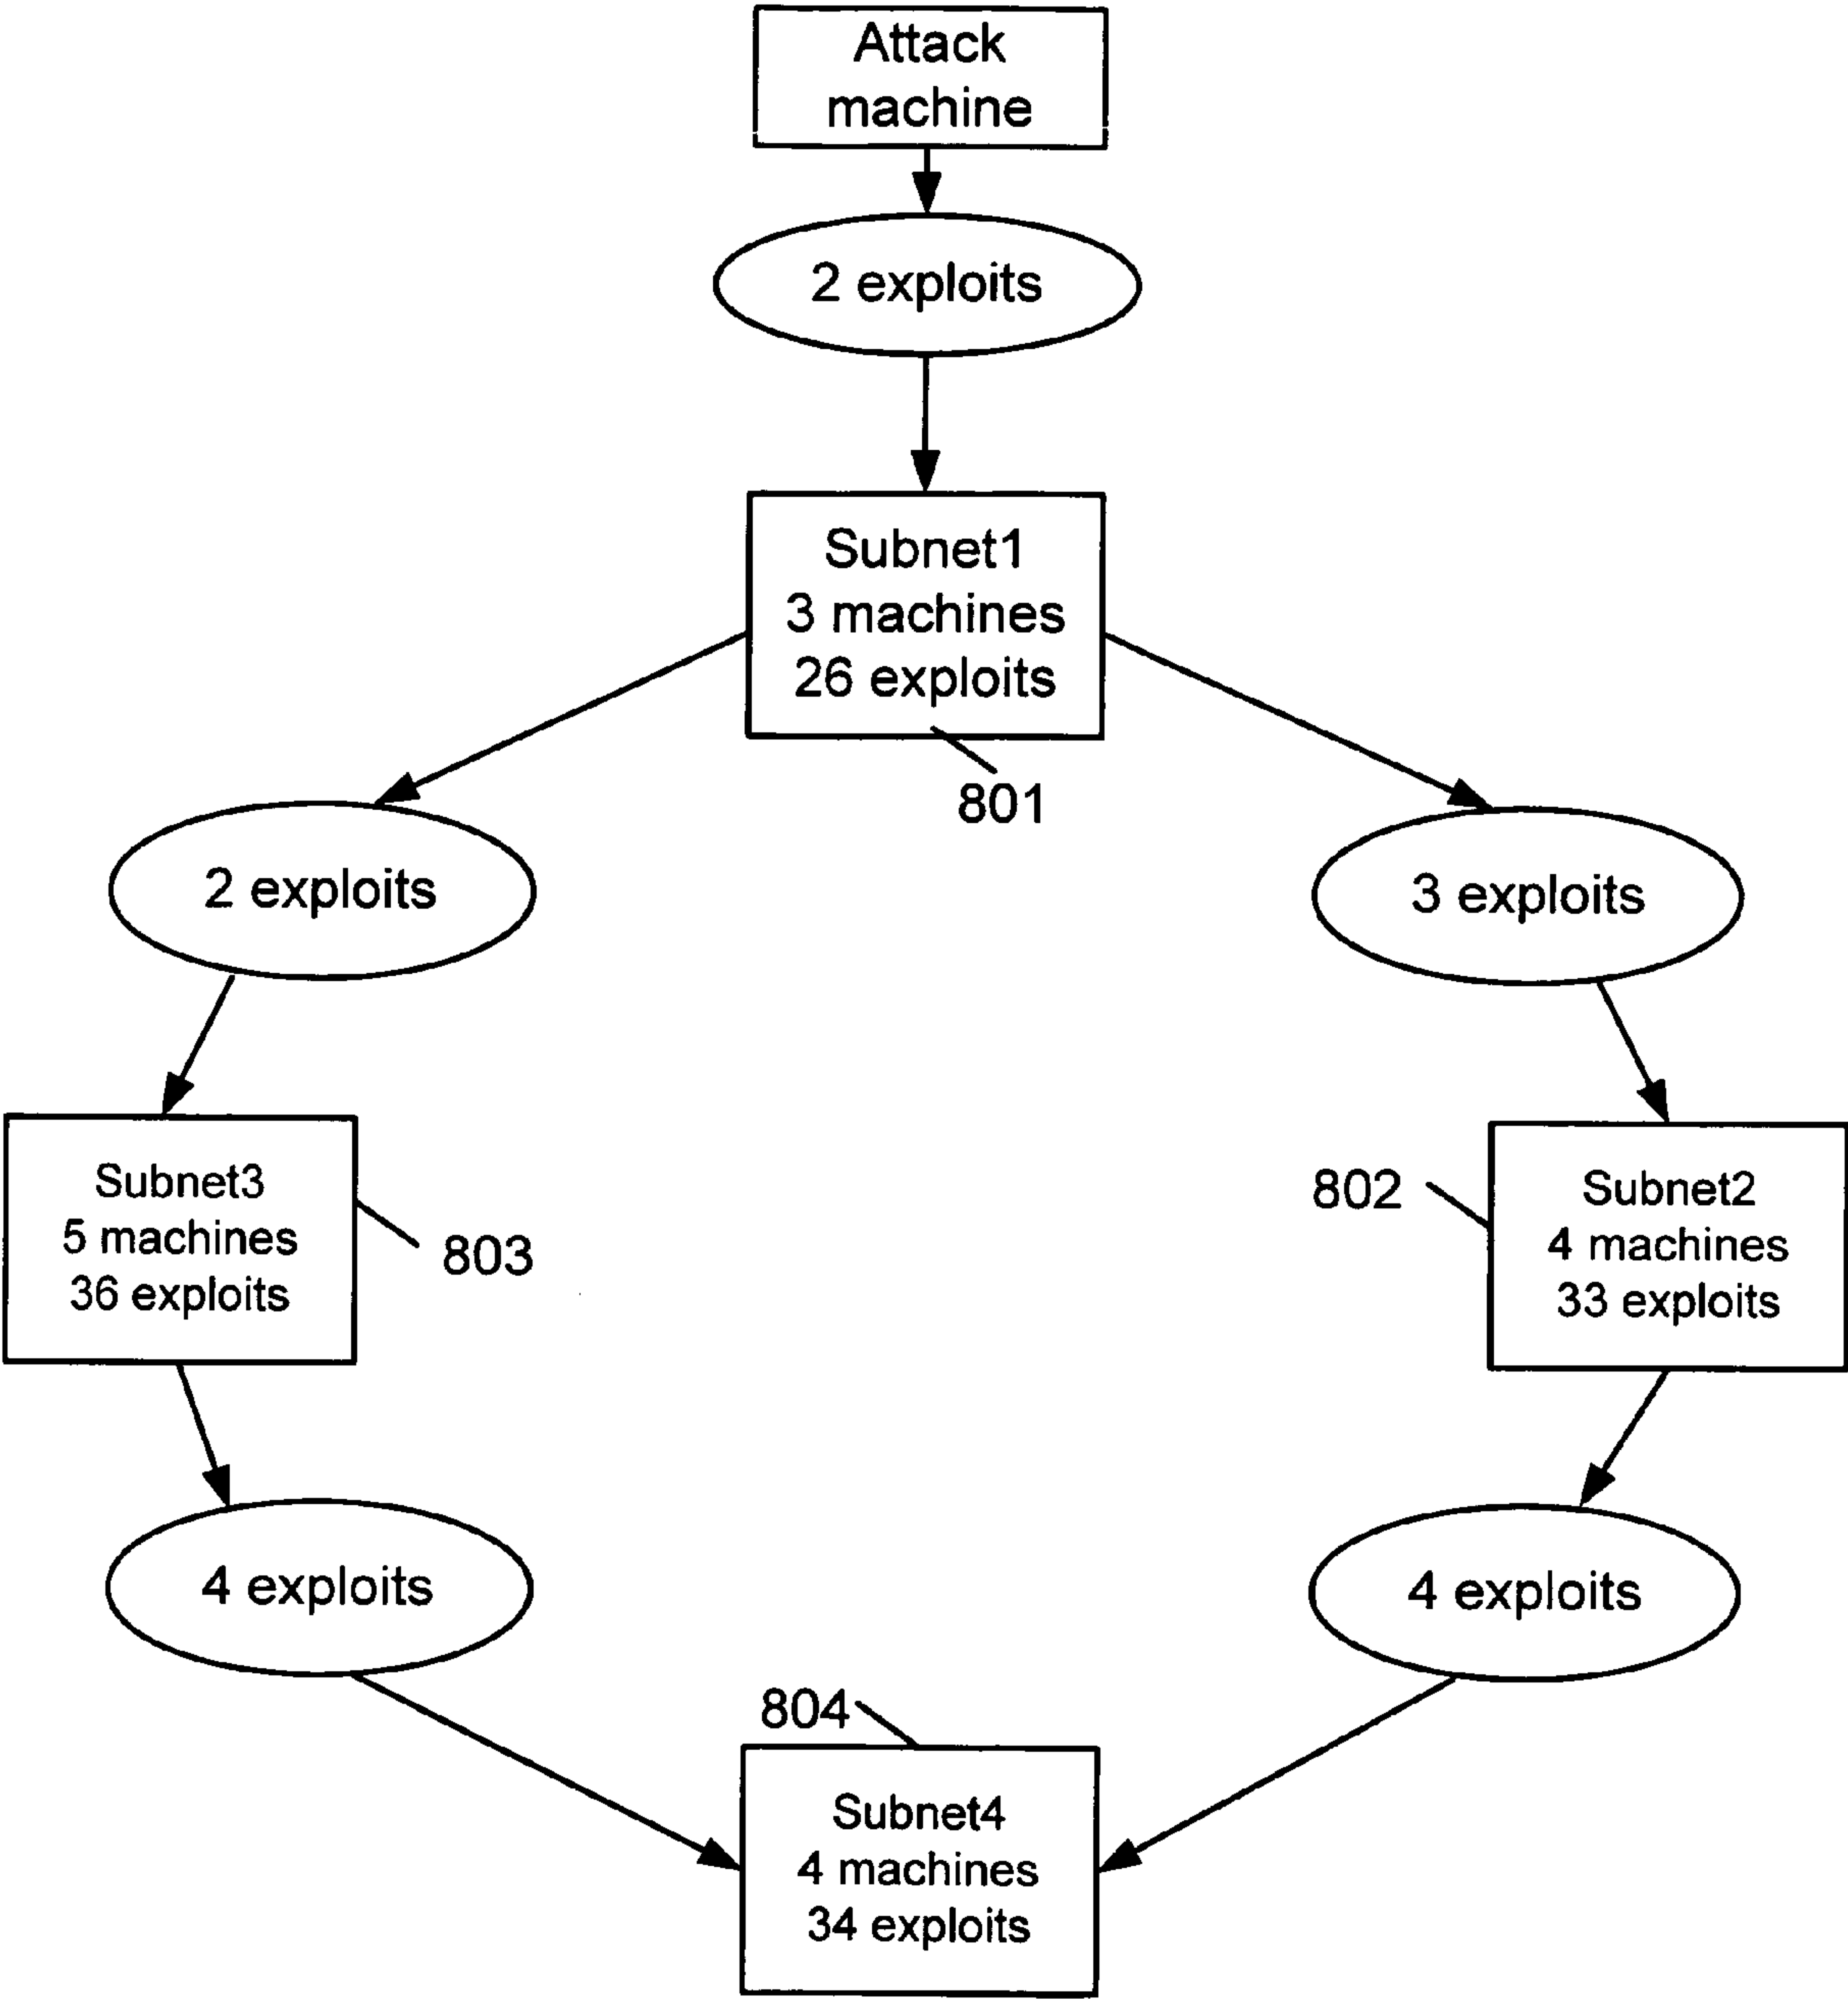 Attack
machine
2 exploits
Subnet1
3 machines
26 exploits
801
2 exploits
3 exploits
Subnet3
5 machines
36 exploits
803
802
Subnet2
4 machines
33 exploits
4 exploits
4 exploits
804
Subnet4
4 machines
34 exploits